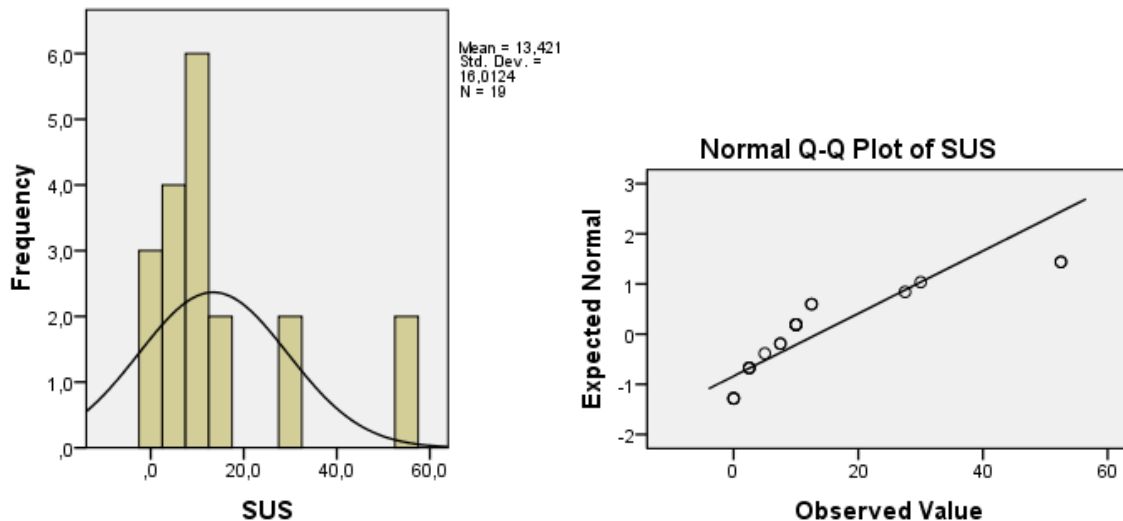 6,0
5,0
4,0
3,0
2,0
1,0
,0
Frequency
,0 20,0 40,0 60,0
SUS
Mean = 13,421
Std. Dev. =
16,0124
N = 19
Normal Q-Q Plot of SUS
3
2
1
0
-1
-2
Expected Normal
0 20 40 60
Observed Value